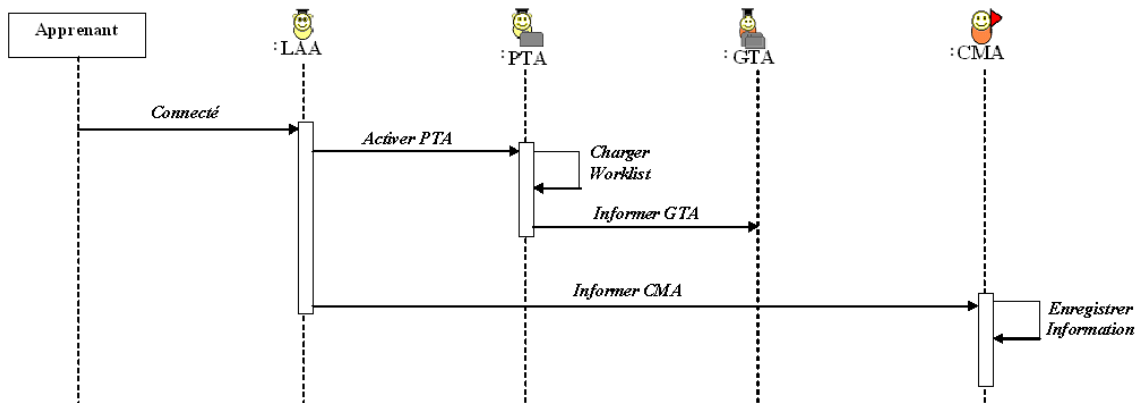 Apprenant
:LAA
:PTA
:GTA
:CMA
Connecté
Activer PTA
Charger
Worklist
Informer GTA
Informer CMA
Enregistrer
Information